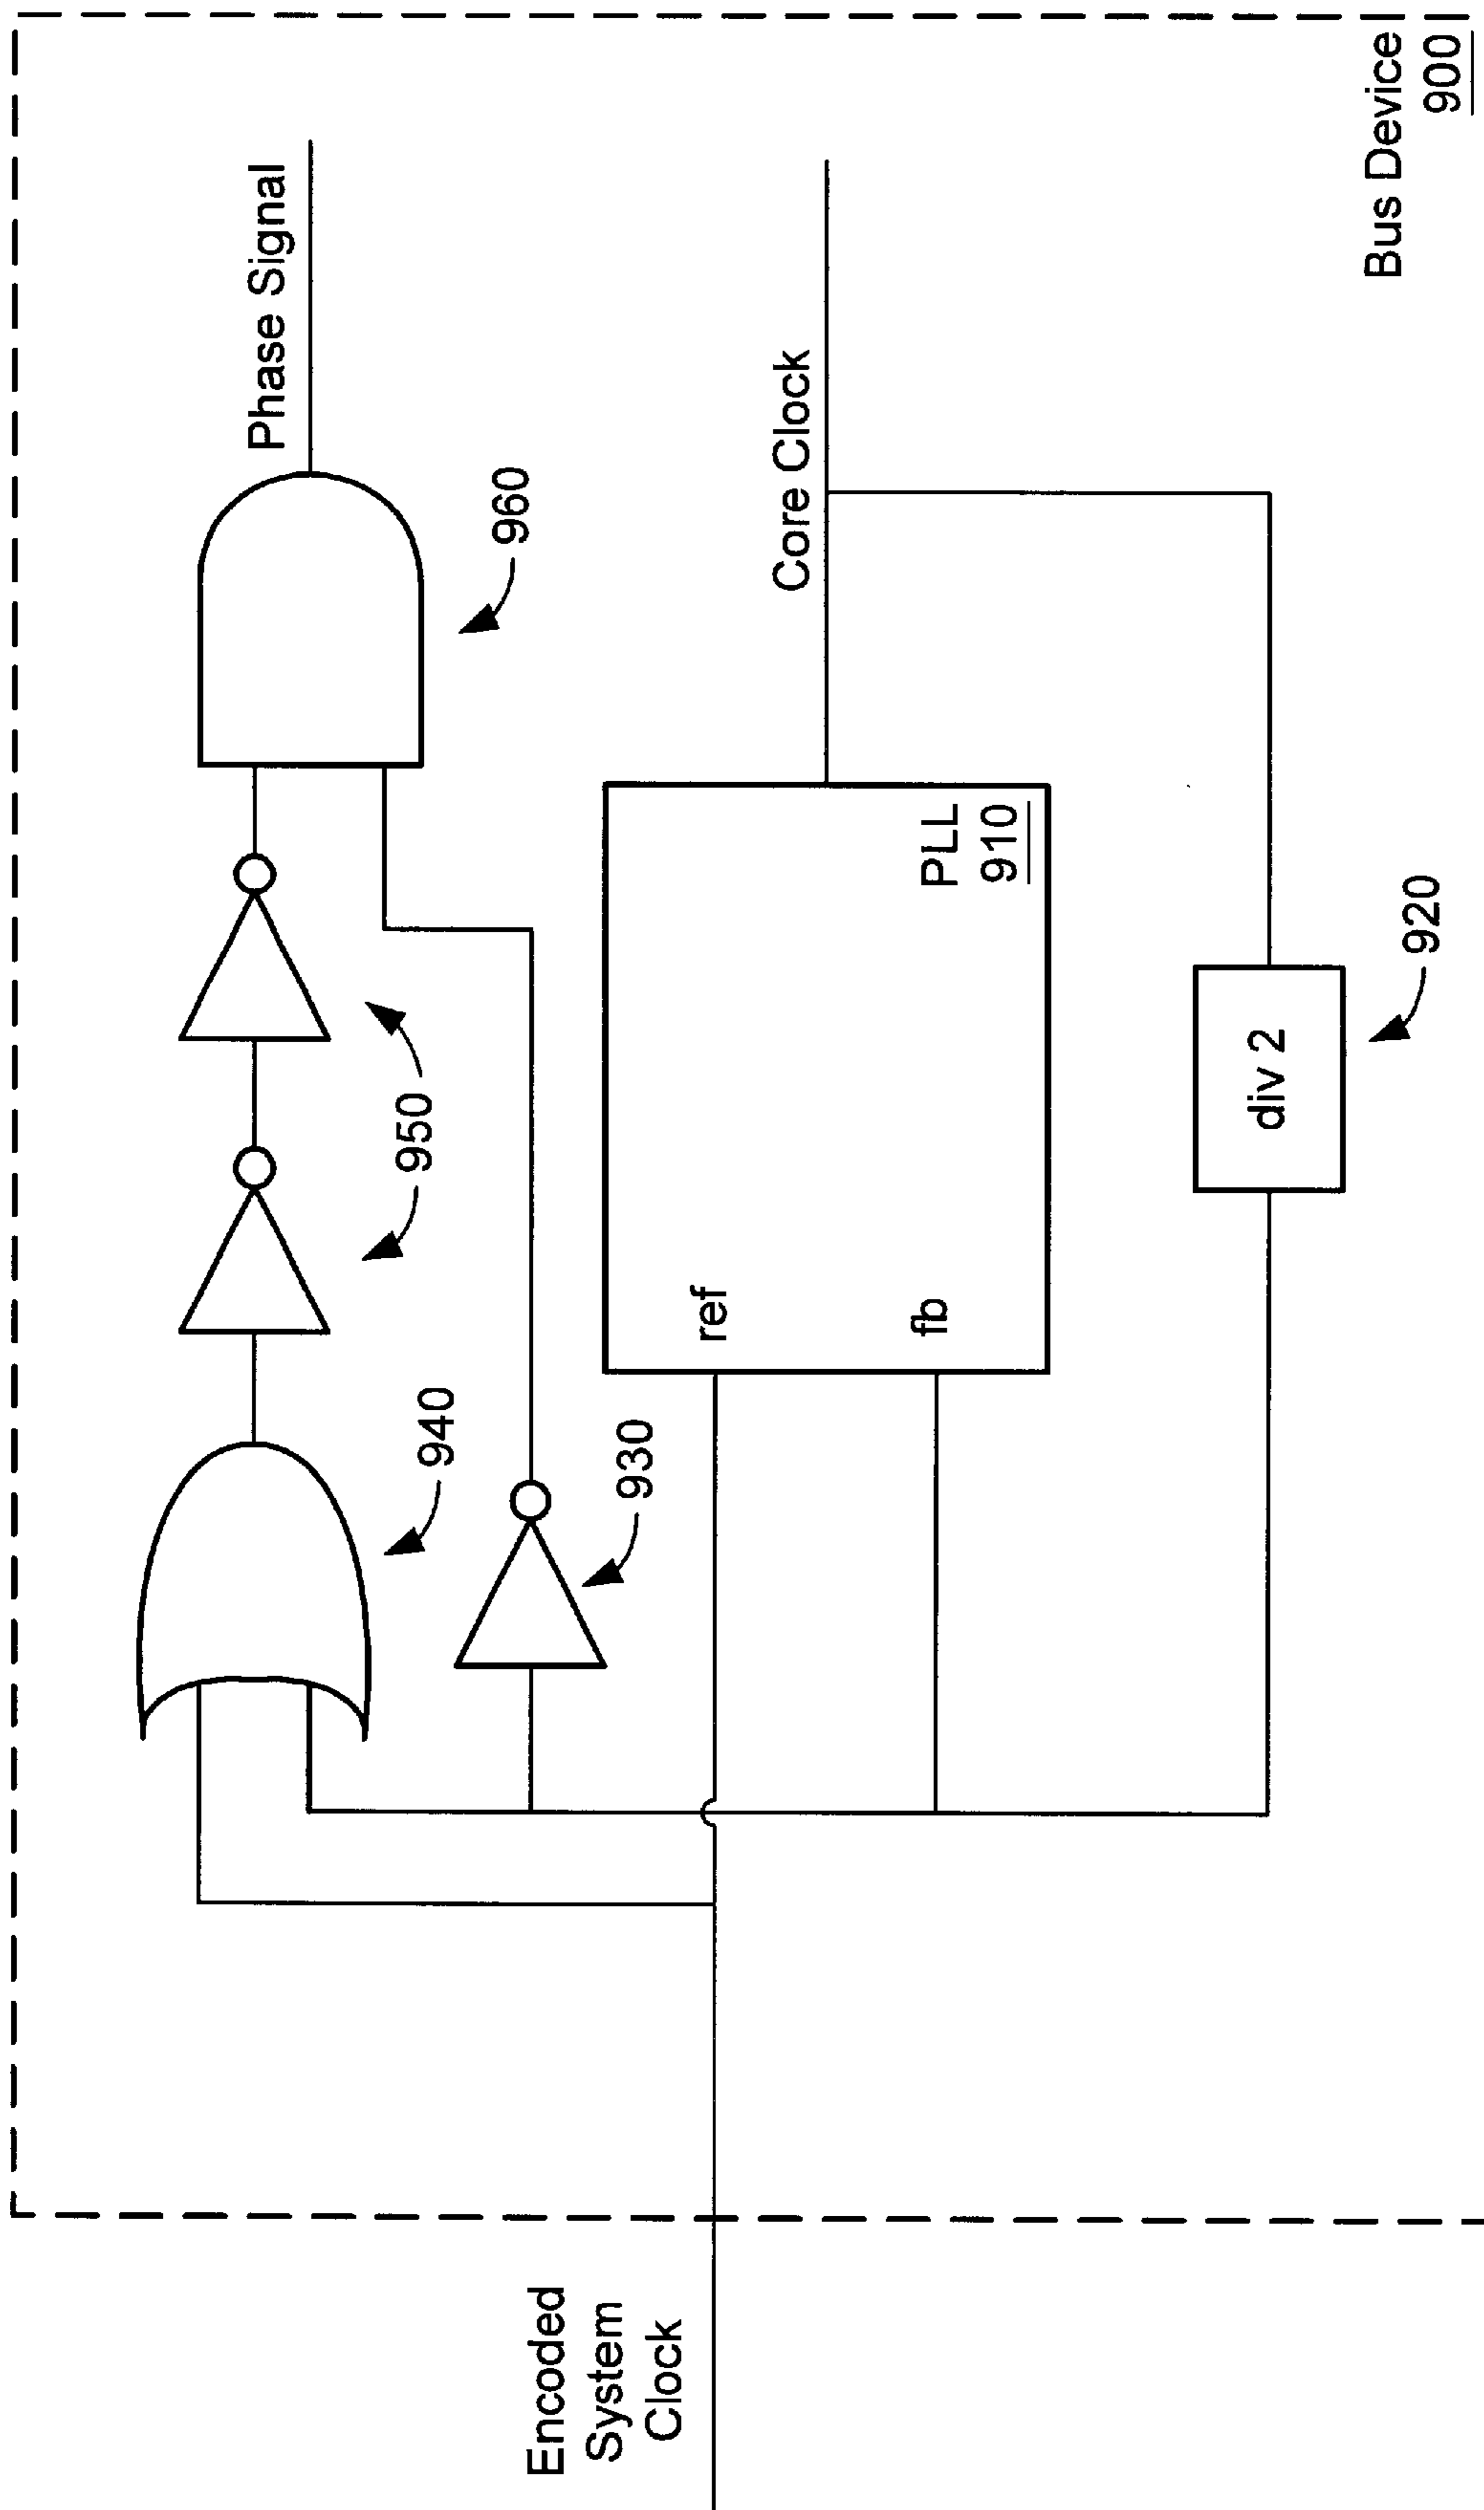 Phase Signal
960
950
940
930
Core Clock
ref
fb
PLL
910
div 2
920
Encoded
System
Clock
Bus Device
900